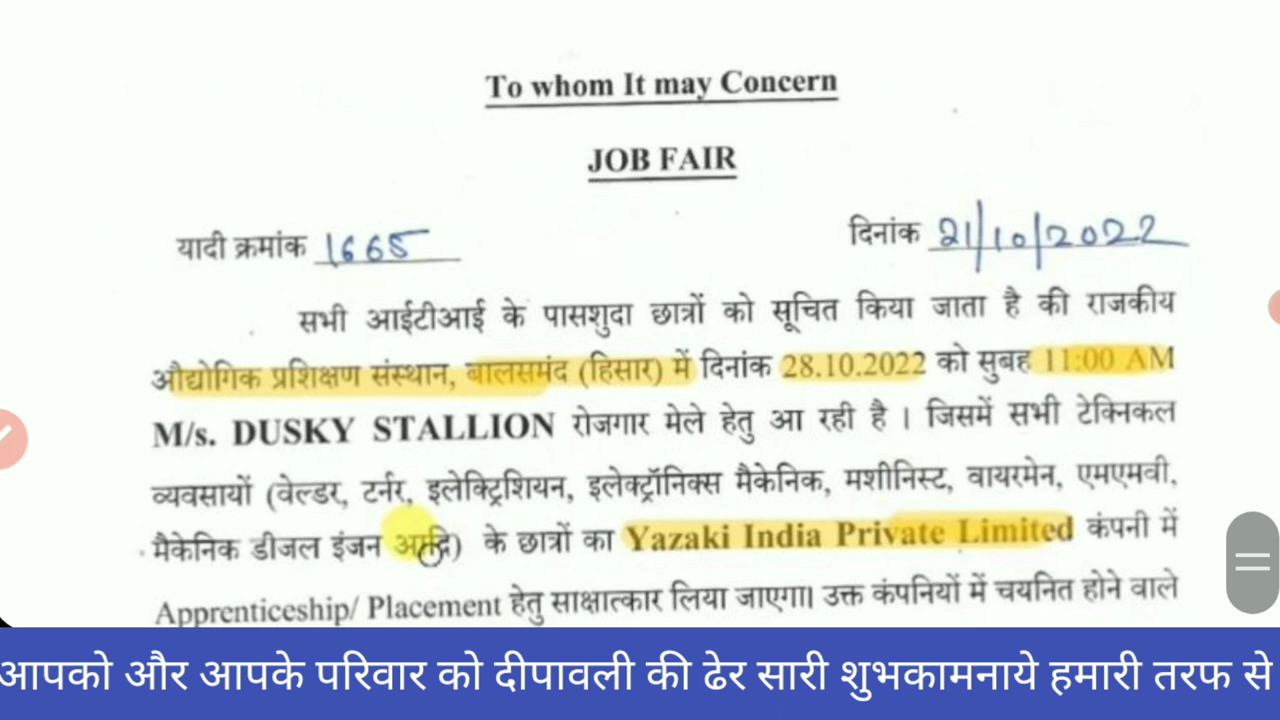 To whom It may Concern
JOB FAIR
यादी क्रमांक 1665 दिनांक 21/10/2022
सभी आईटीआई के पासशुदा छात्रों को सूचित किया जाता है की राजकीय
औद्योगिक प्रशिक्षण संस्थान, बालसमंद (हिसार) में दिनांक 28.10.2022 को सुबह 11:00 AM
M/s. DUSKY STALLION रोजगार मेले हेतु आ रही है । जिसमें सभी टेक्निकल
व्यवसायों (वेल्डर, टर्नर, इलेक्ट्रिशियन, इलेक्ट्रॉनिक्स मैकेनिक, मशीनिस्ट, वायरमेन, एमएमवी,
मैकेनिक डीजल इंजन आदि) के छात्रों का Yazaki India Private Limited कंपनी में
Apprenticeship/ Placement हेतु साक्षात्कार लिया जाएगा। उक्त कंपनियों में चयनित होने वाले
आपको और आपके परिवार को दीपावली की ढेर सारी शुभकामनाये हमारी तरफ से